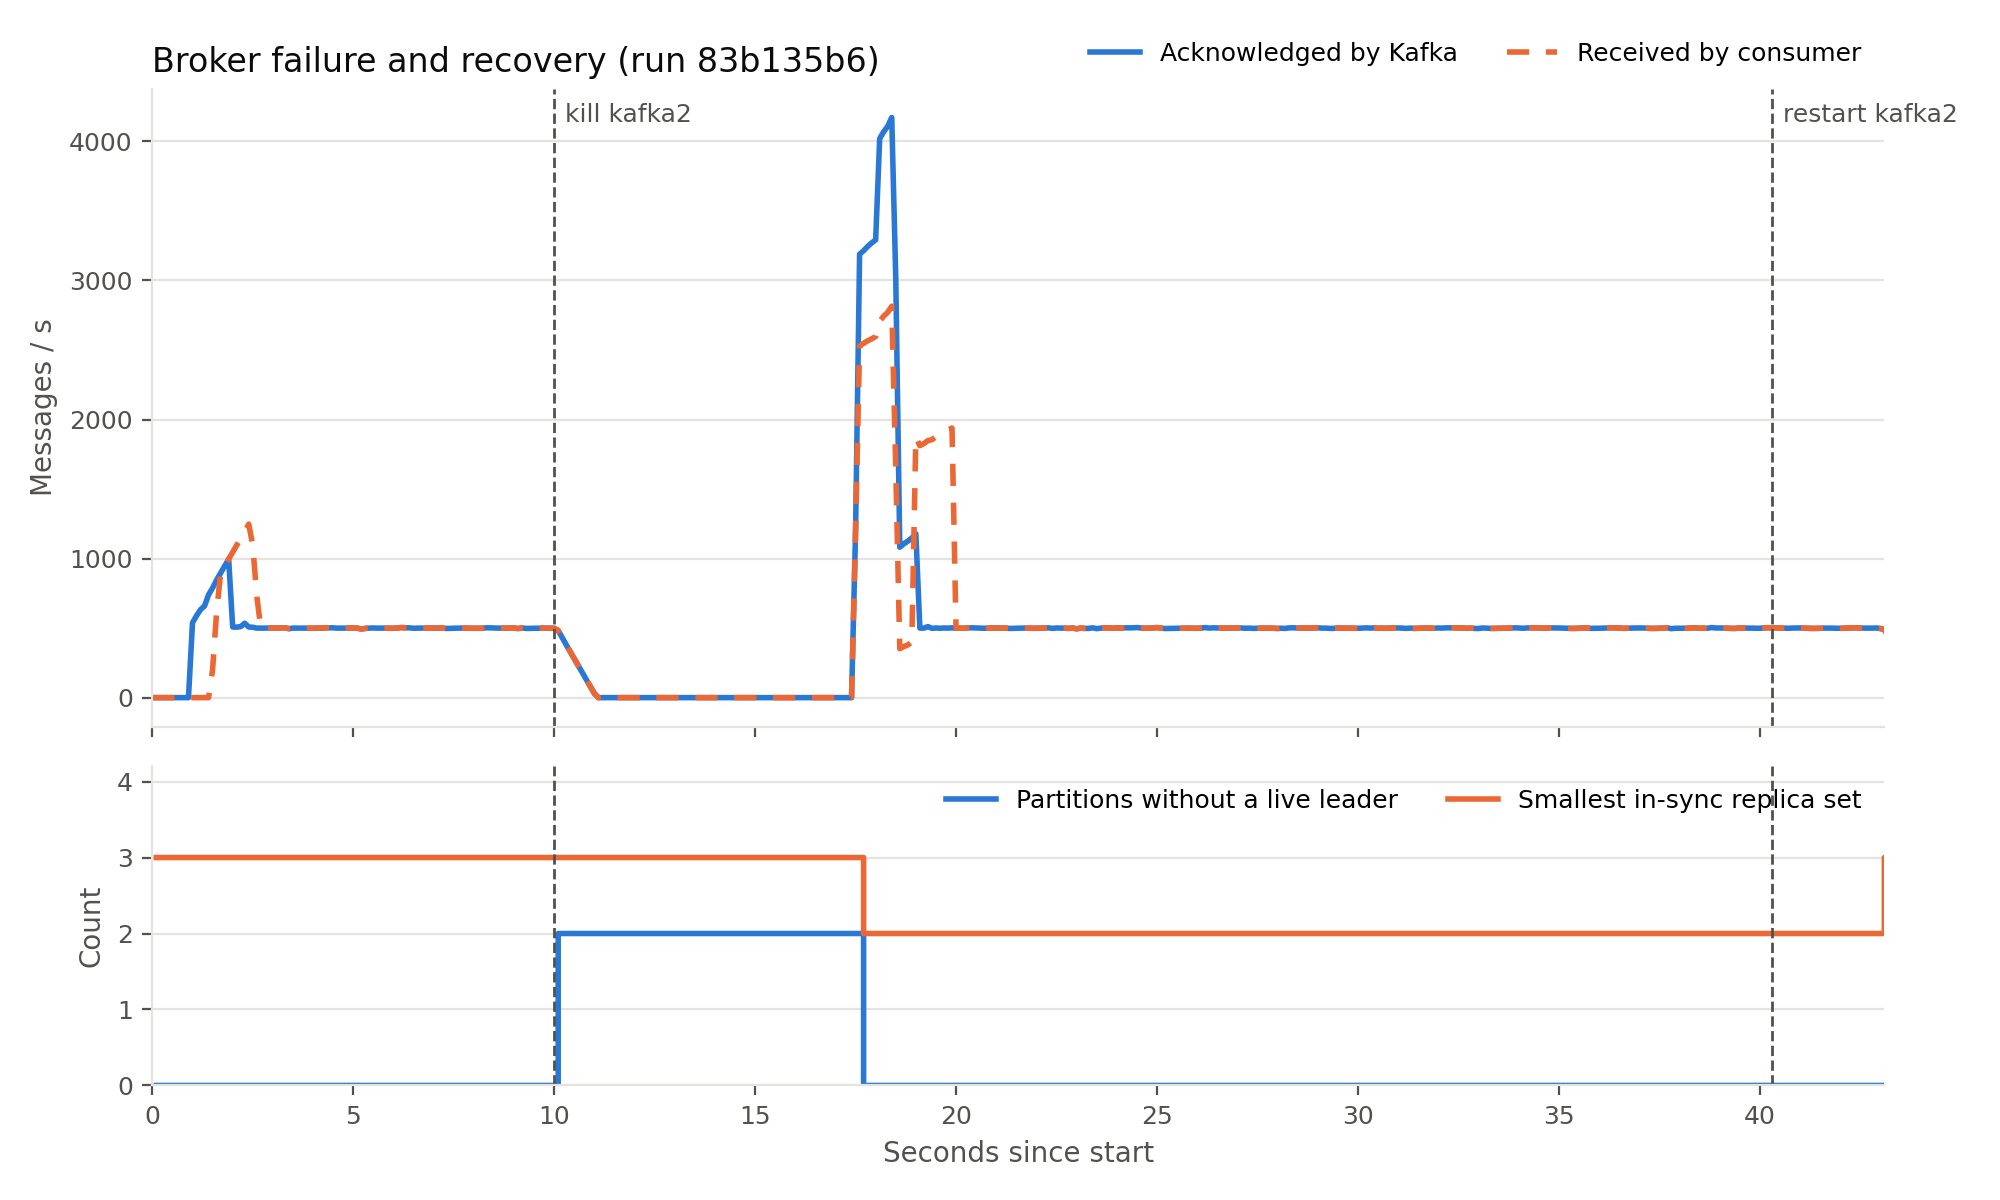 Broker failure and recovery (run 83b135b6)
Acknowledged by Kafka
Received by consumer
kill kafka2
restart kafka2
4000
3000
2000
1000
0
Messages / s
Partitions without a live leader
Smallest in-sync replica set
4
3
2
1
0
Count
0 5 10 15 20 25 30 35 40
Seconds since start